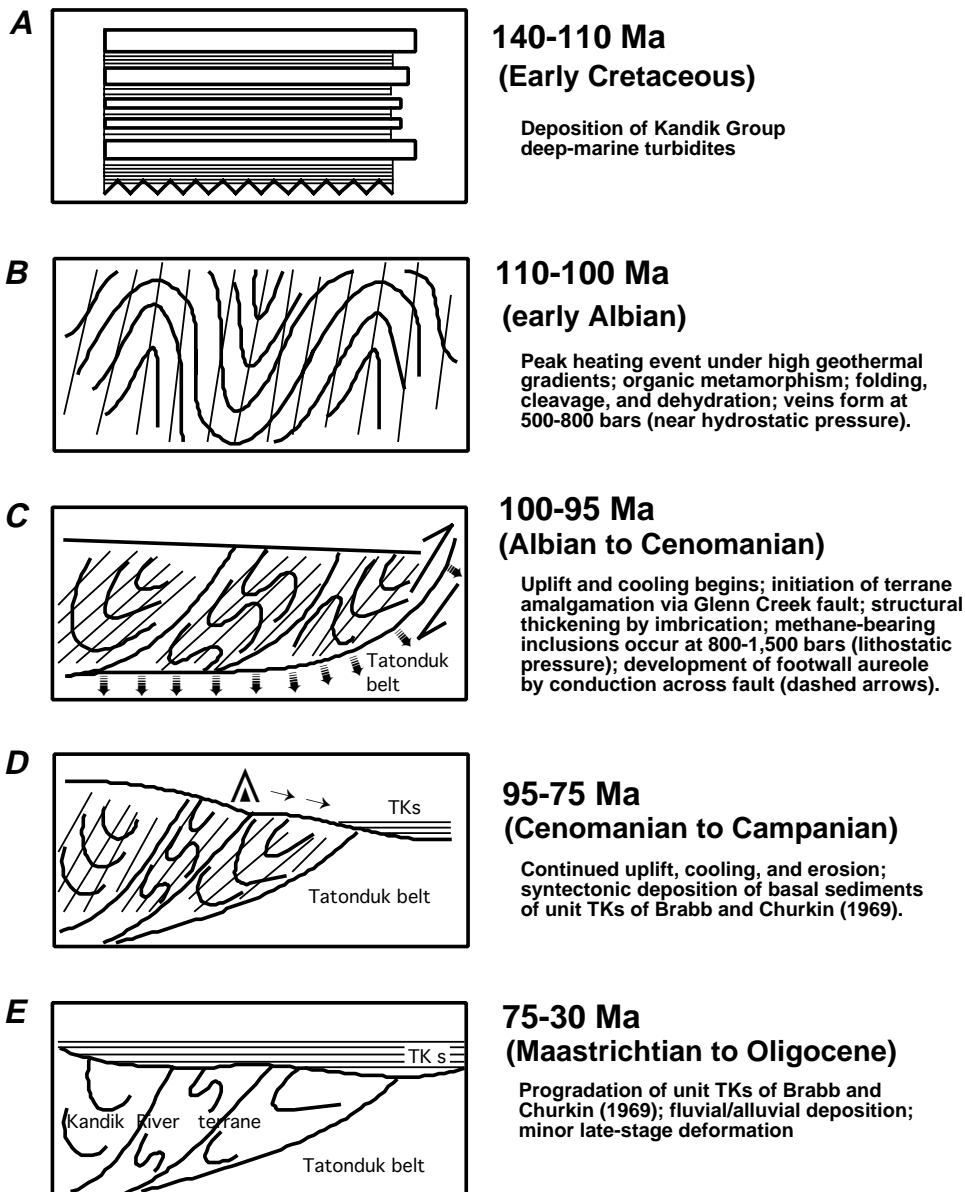 A
140-110 Ma
(Early Cretaceous)
Deposition of Kandik Group
deep-marine turbidites
B
110-100 Ma
(early Albian)
Peak heating event under high geothermal
gradients; organic metamorphism; folding,
cleavage, and dehydration; veins form at
500-800 bars (near hydrostatic pressure).
C
Tatonduk
belt
100-95 Ma
(Albian to Cenomanian)
Uplift and cooling begins; initiation of terrane
amalgamation via Glenn Creek fault; structural
thickening by imbrication; methane-bearing
inclusions occur at 800-1,500 bars (lithostatic
pressure); development of footwall aureole
by conduction across fault (dashed arrows).
D
TKs
Tatonduk belt
95-75 Ma
(Cenomanian to Campanian)
Continued uplift, cooling, and erosion;
syntectonic deposition of basal sediments
of unit TKs of Brabb and Churkin (1969).
E
TK s
Kandik River terrane
Tatonduk belt
75-30 Ma
(Maastrichtian to Oligocene)
Progradation of unit TKs of Brabb and
Churkin (1969); fluvial/alluvial deposition;
minor late-stage deformation